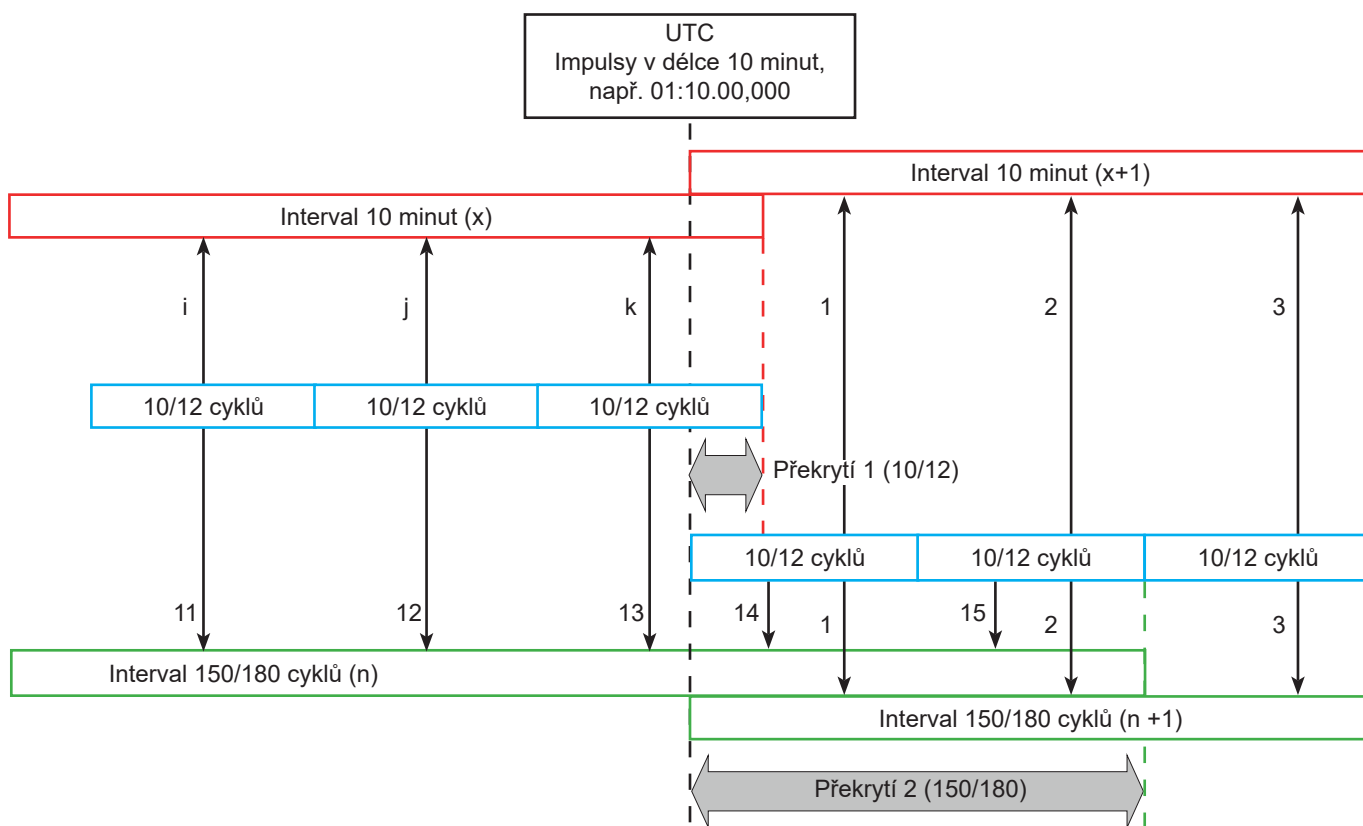 UTC
Impulsy v délce 10 minut,
např. 01:10.00,000
Interval 10 minut (x+1)
Interval 10 minut (x)
i
j
k
1
2
3
10/12 cyklů
10/12 cyklů
10/12 cyklů
Překrytí 1 (10/12)
10/12 cyklů
10/12 cyklů
10/12 cyklů
11
12
13
14
1
15
2
3
Interval 150/180 cyklů (n)
Interval 150/180 cyklů (n +1)
Překrytí 2 (150/180)